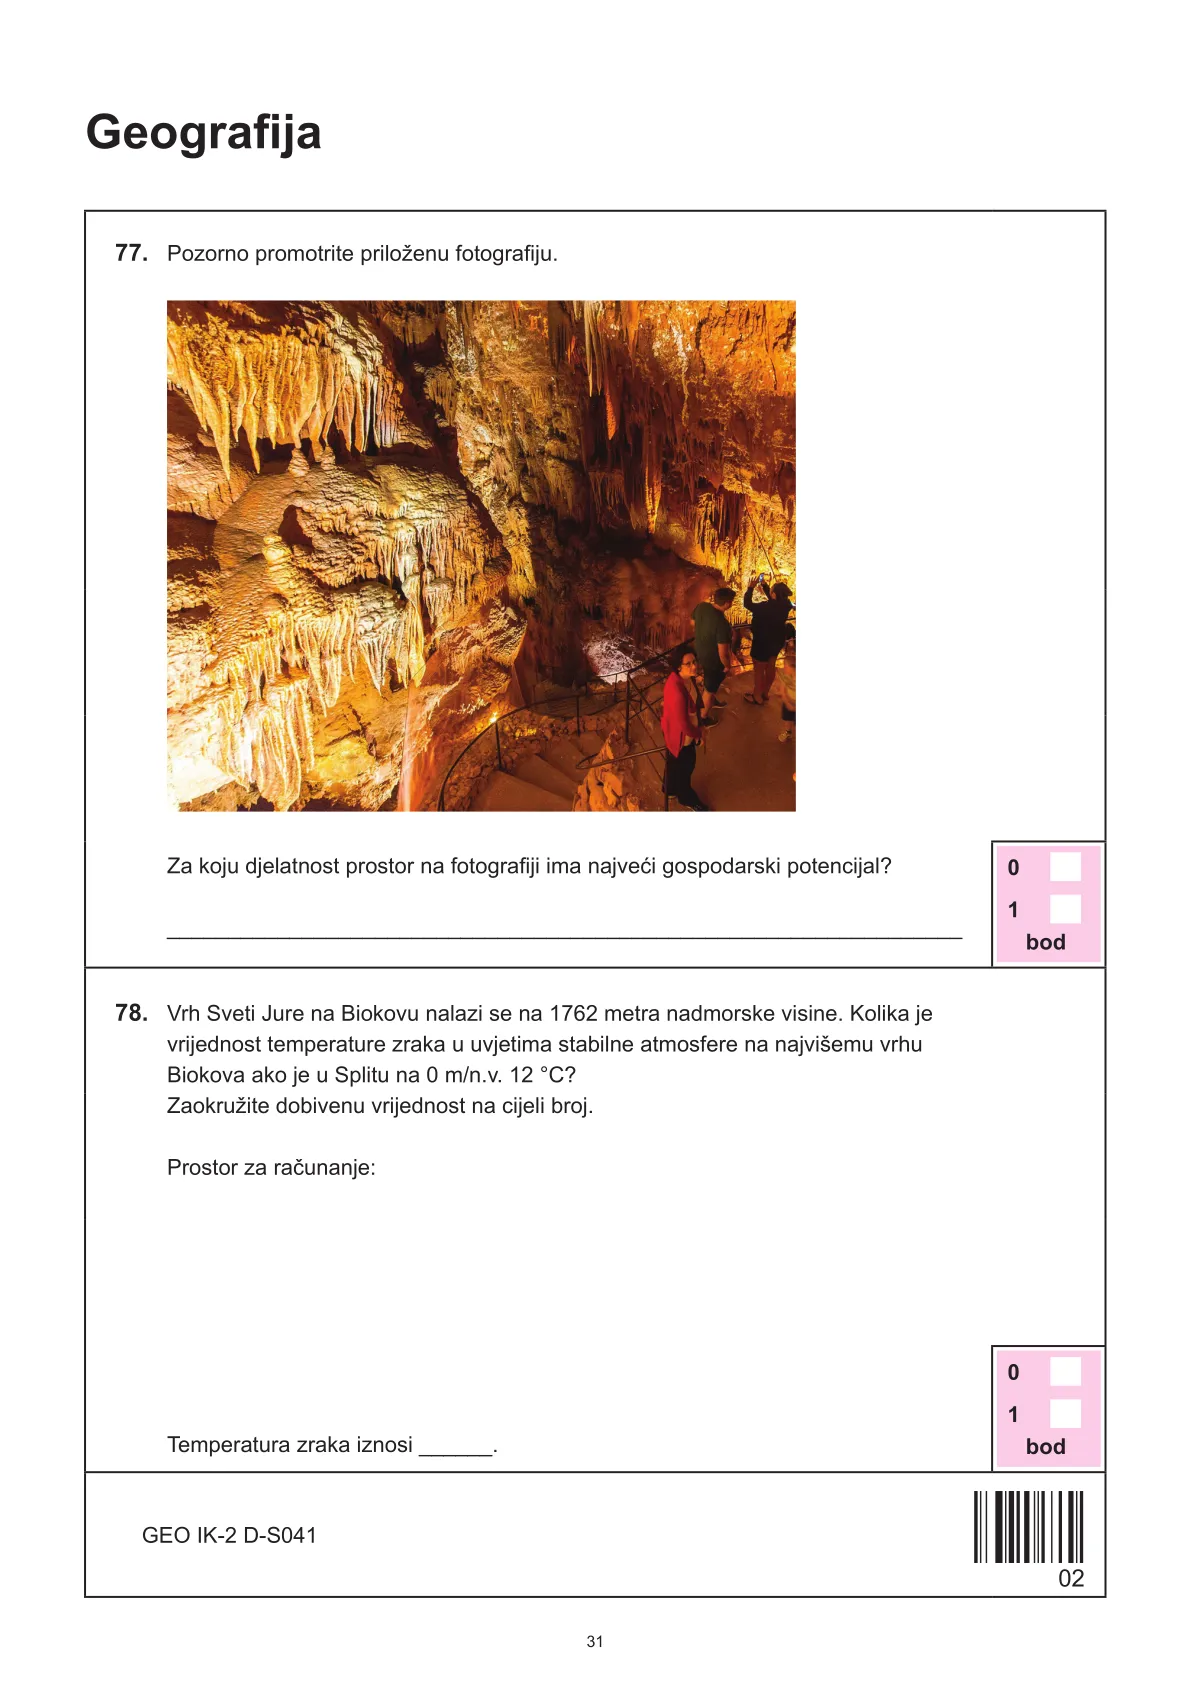 Geografija
77. Pozorno promotrite priloženu fotografiju.
Za koju djelatnost prostor na fotografiji ima najveći gospodarski potencijal?
_________________________________________________________________
0
1
bod
78. Vrh Sveti Jure na Biokovu nalazi se na 1762 metra nadmorske visine. Kolika je
vrijednost temperature zraka u uvjetima stabilne atmosfere na najvišemu vrhu
Biokova ako je u Splitu na 0 m/n.v. 12 °C?
Zaokružite dobivenu vrijednost na cijeli broj.
Prostor za računanje:
Temperatura zraka iznosi ______.
0
1
bod
GEO IK-2 D-S041
02
31